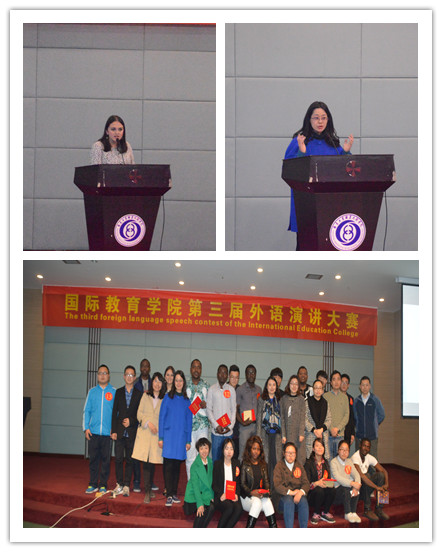 国际教育学院第三届外语演讲大赛
The third foreign language speech context of the International Education College